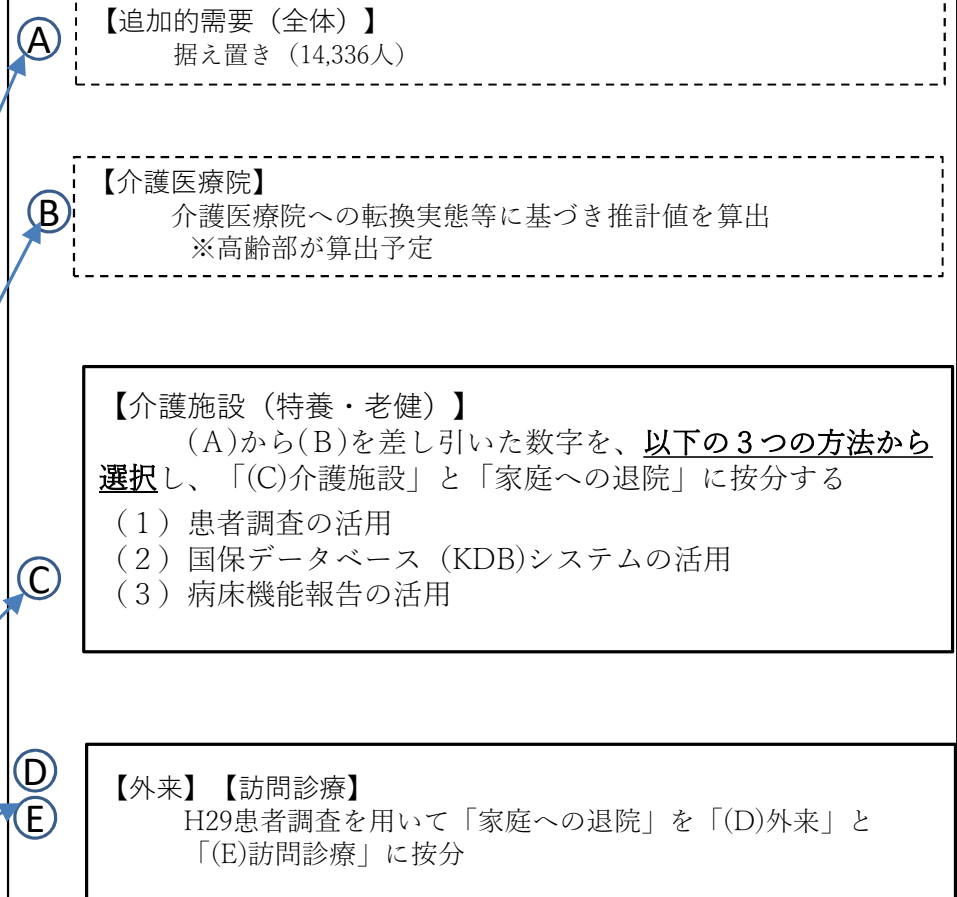 A
【追加的需要（全体）】
据え置き（14,336人）
B
【介護医療院】
介護医療院への転換実態等に基づき推計値を算出
※高齢部が算出予定
【介護施設（特養・老健）】
（A)から(Ｂ)を差し引いた数字を、以下の３つの方法から
選択し、「(C)介護施設」と「家庭への退院」に按分する
（１）患者調査の活用
（２）国保データベース（KDB)システムの活用
（３）病床機能報告の活用
C
D
E
【外来】【訪問診療】
H29患者調査を用いて「家庭への退院」を「(D)外来」と
「(E)訪問診療」に按分